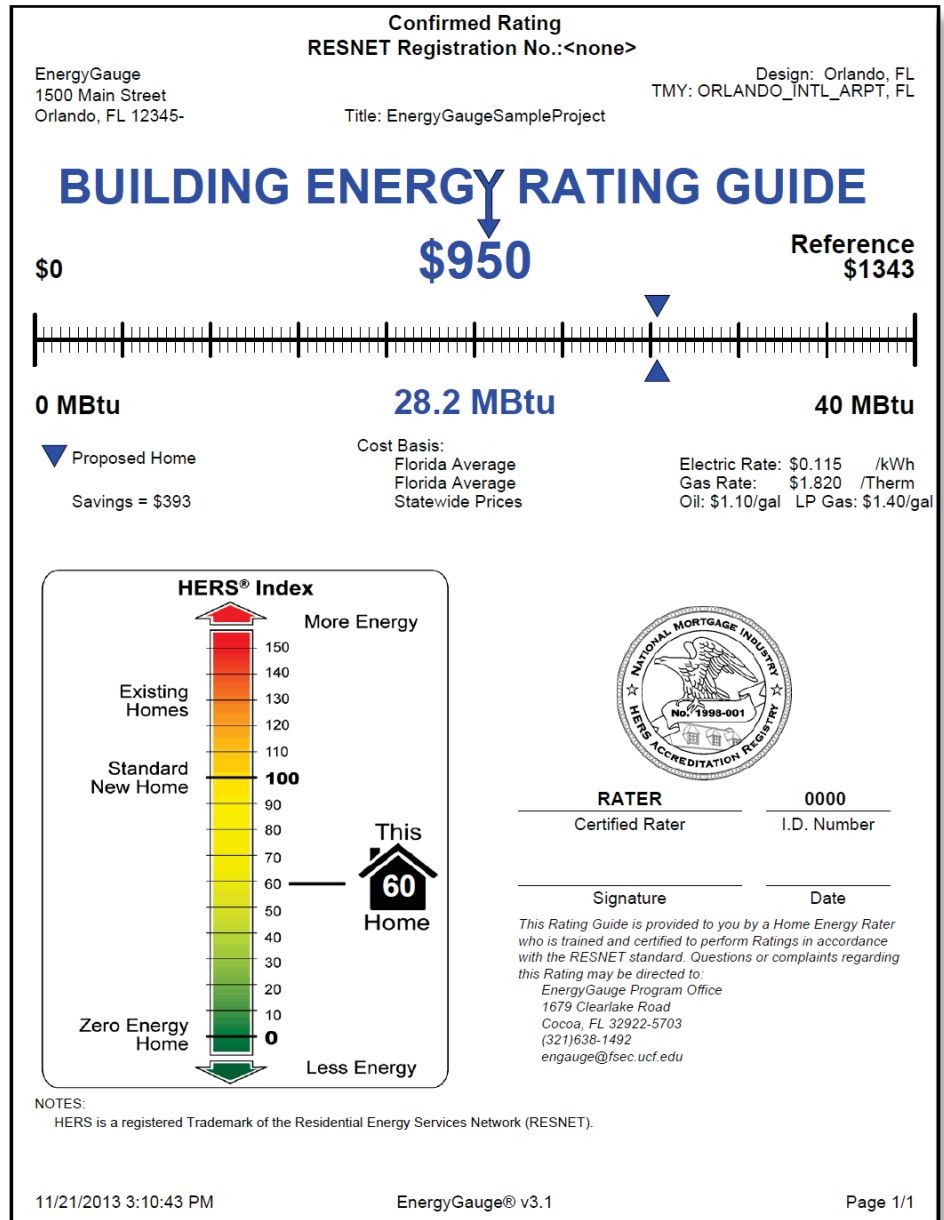 Confirmed Rating
RESNET Registration No.:<none>
EnergyGauge
1500 Main Street
Orlando, FL 12345-
Title: EnergyGaugeSampleProject
Design: Orlando, FL
TMY: ORLANDO_INTL_ARPT, FL
BUILDING ENERGY RATING GUIDE
$0
$950
Reference
$1343
0 MBtu
28.2 MBtu
40 MBtu
Proposed Home
Savings = $393
Cost Basis:
Florida Average
Florida Average
Statewide Prices
Electric Rate: $0.115 /kWh
Gas Rate: $1.820 /Therm
Oil: $1.10/gal LP Gas: $1.40/gal
HERS® Index
More Energy
150
140
Existing
Homes
130
120
110
Standard
New Home
100
90
80
70
60
This
60
Home
50
40
30
20
10
Zero Energy
Home
0
Less Energy
NATIONAL MORTGAGE INDUSTRY
No. 1998-001
HERS ACCREDITATION REGISTRY
RATER
0000
Certified Rater
I.D. Number
Signature
Date
This Rating Guide is provided to you by a Home Energy Rater
who is trained and certified to perform Ratings in accordance
with the RESNET standard. Questions or complaints regarding
this Rating may be directed to:
EnergyGauge Program Office
1679 Clearlake Road
Cocoa, FL 32922-5703
(321)638-1492
engauge@fsec.ucf.edu
NOTES:
HERS is a registered Trademark of the Residential Energy Services Network (RESNET).
11/21/2013 3:10:43 PM
EnergyGauge® v3.1
Page 1/1